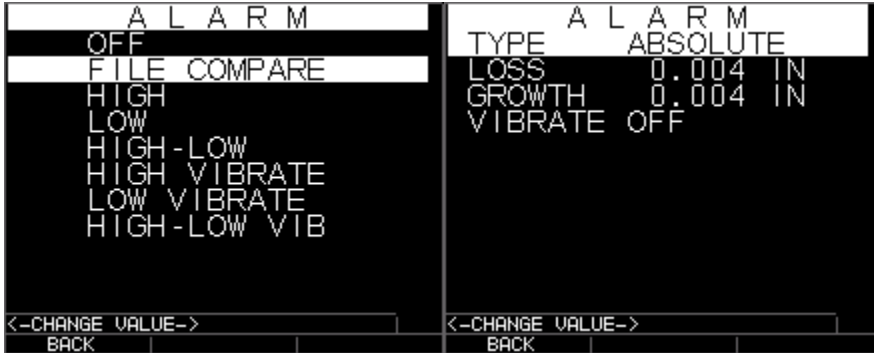 A L A R M
OFF
FILE COMPARE
HIGH
LOW
HIGH-LOW
HIGH VIBRATE
LOW VIBRATE
HIGH-LOW VIB
<-CHANGE VALUE->
BACK
A L A R M
TYPE ABSOLUTE
LOSS 0.004 IN
GROWTH 0.004 IN
VIBRATE OFF
<-CHANGE VALUE->
BACK